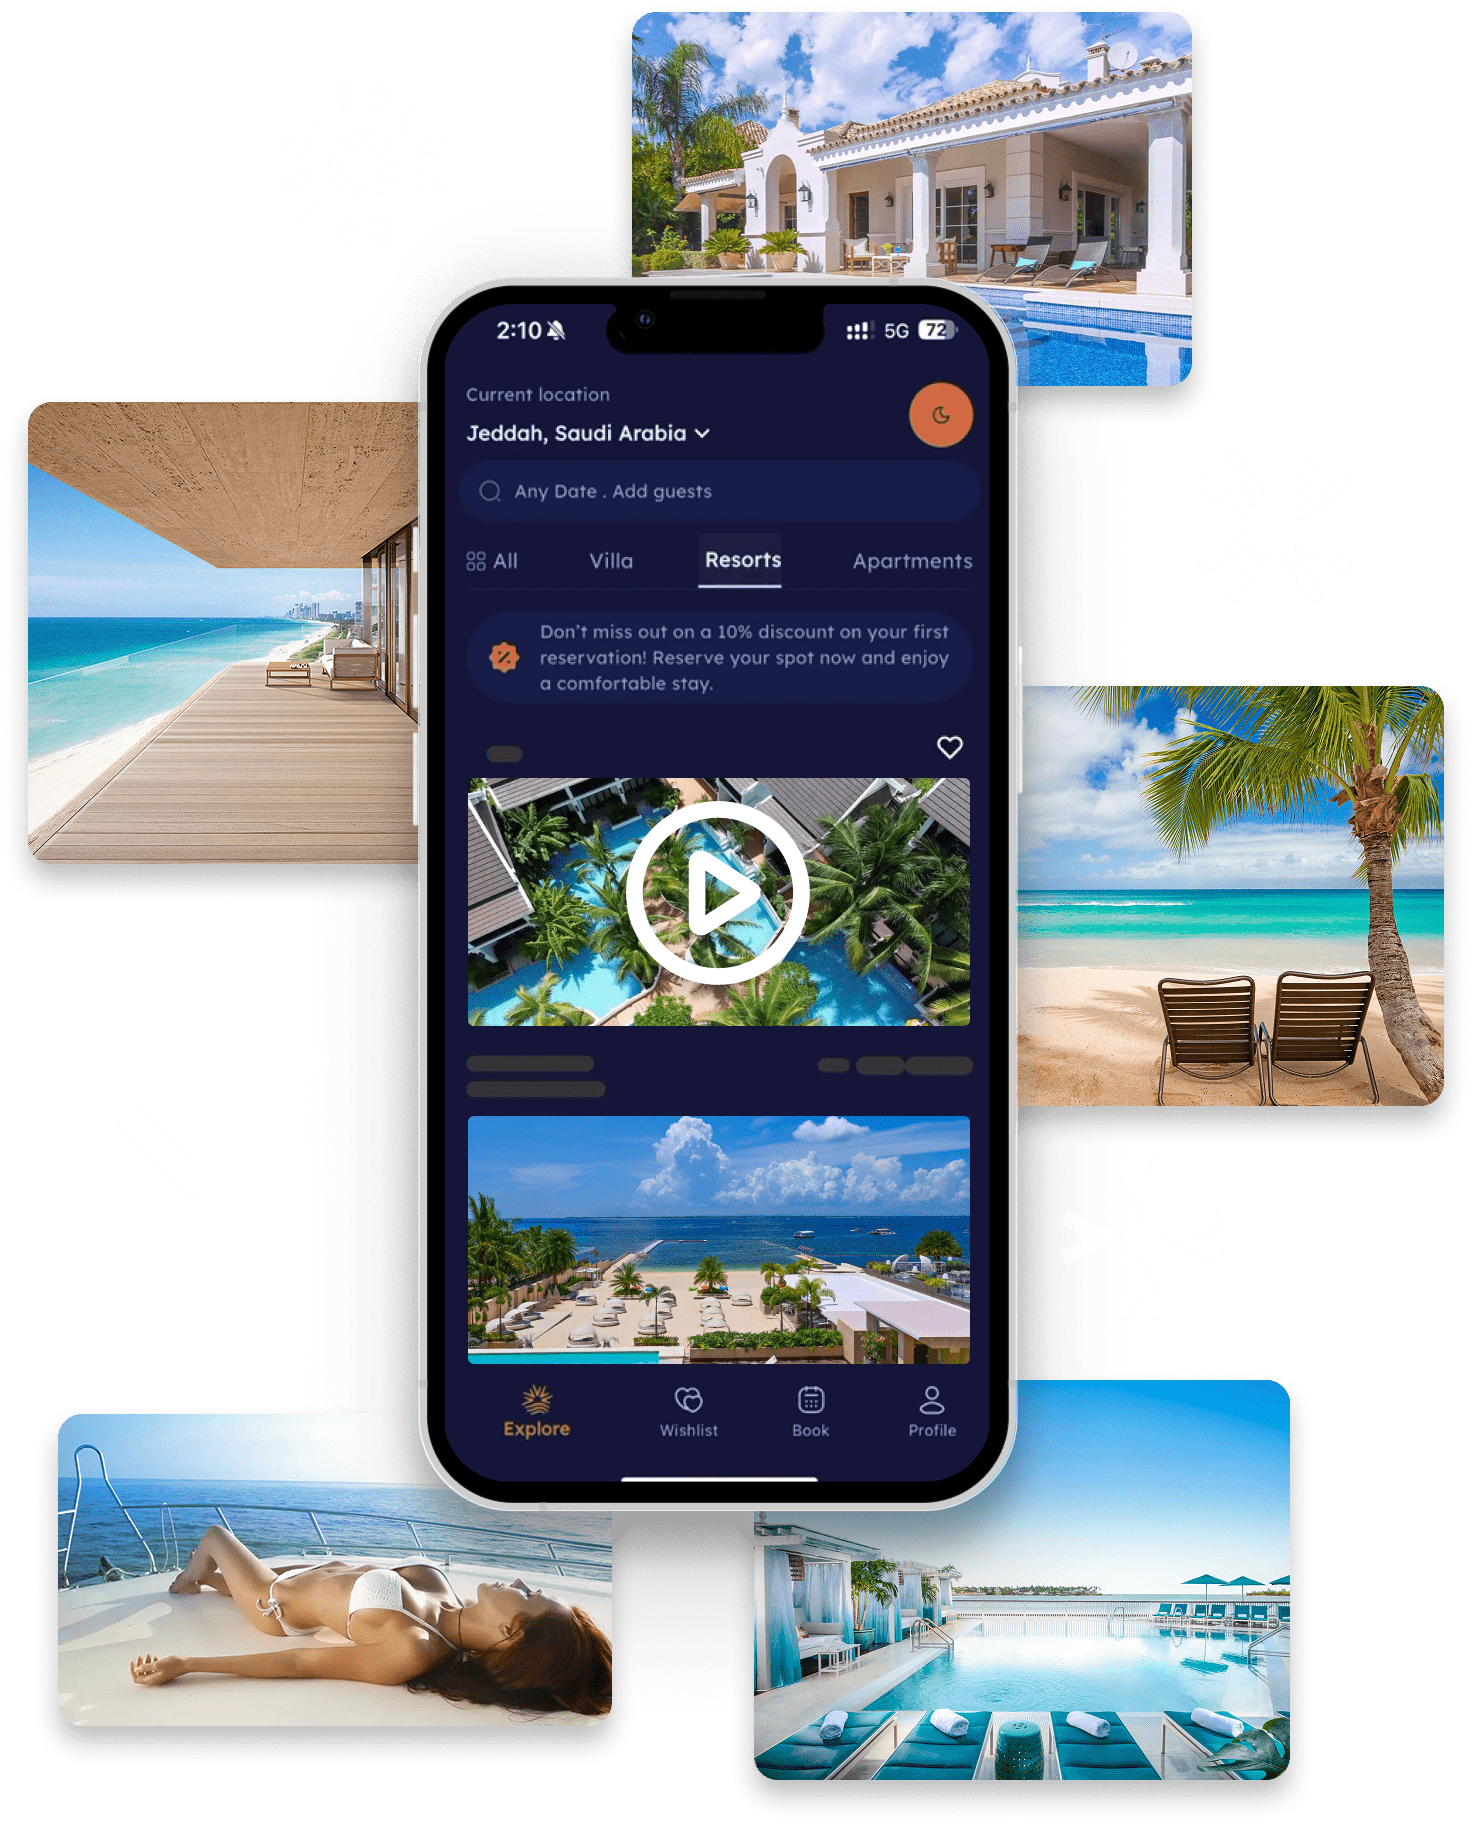 2:10 5G 72
Current location
Jeddah, Saudi Arabia
Any Date . Add guests
All Villa Resorts Apartments
Don't miss out on a 10% discount on your first
reservation! Reserve your spot now and enjoy
a comfortable stay.
Explore Wishlist Book Profile